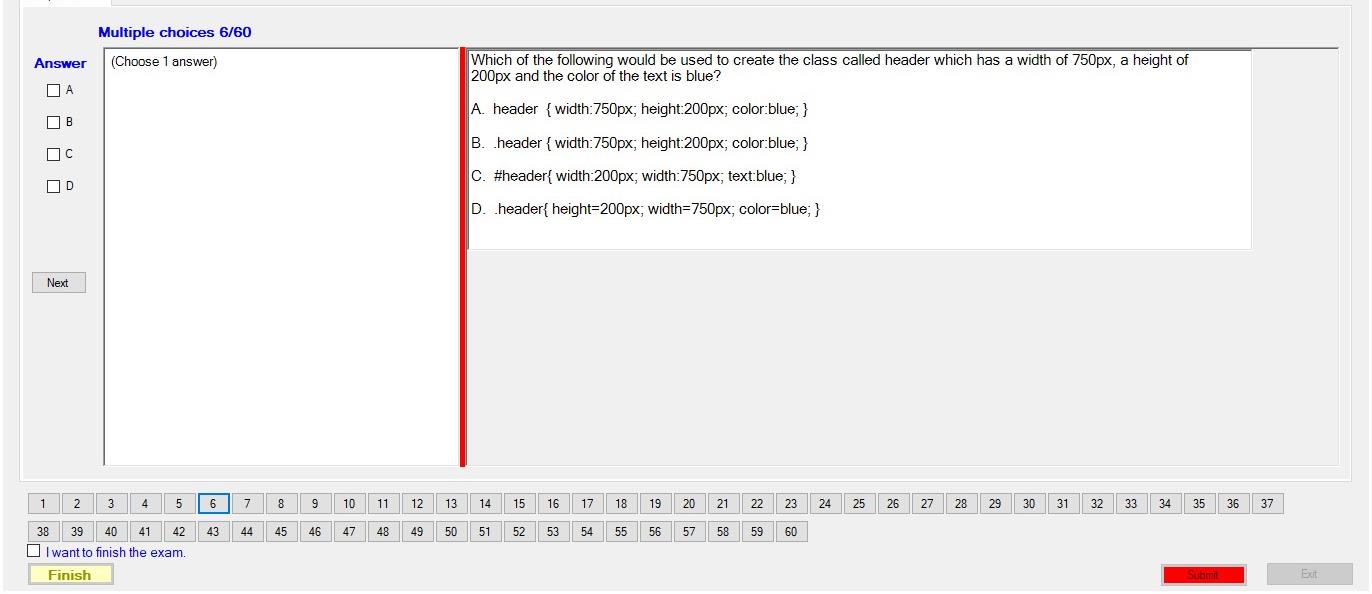 Multiple choices 6/60
Answer
(Choose 1 answer)
A
B
C
D
Next
Which of the following would be used to create the class called header which has a width of 750px, a height of
200px and the color of the text is blue?
A. header { width:750px; height:200px; color:blue; }
B. .header { width:750px; height:200px; color:blue; }
C. #header{ width:200px; width:750px; text:blue; }
D. .header{ height=200px; width=750px; color=blue; }
1 2 3 4 5 6 7 8 9 10 11 12 13 14 15 16 17 18 19 20 21 22 23 24 25 26 27 28 29 30 31 32 33 34 35 36 37
38 39 40 41 42 43 44 45 46 47 48 49 50 51 52 53 54 55 56 57 58 59 60
I want to finish the exam.
Finish
Submit
Exit